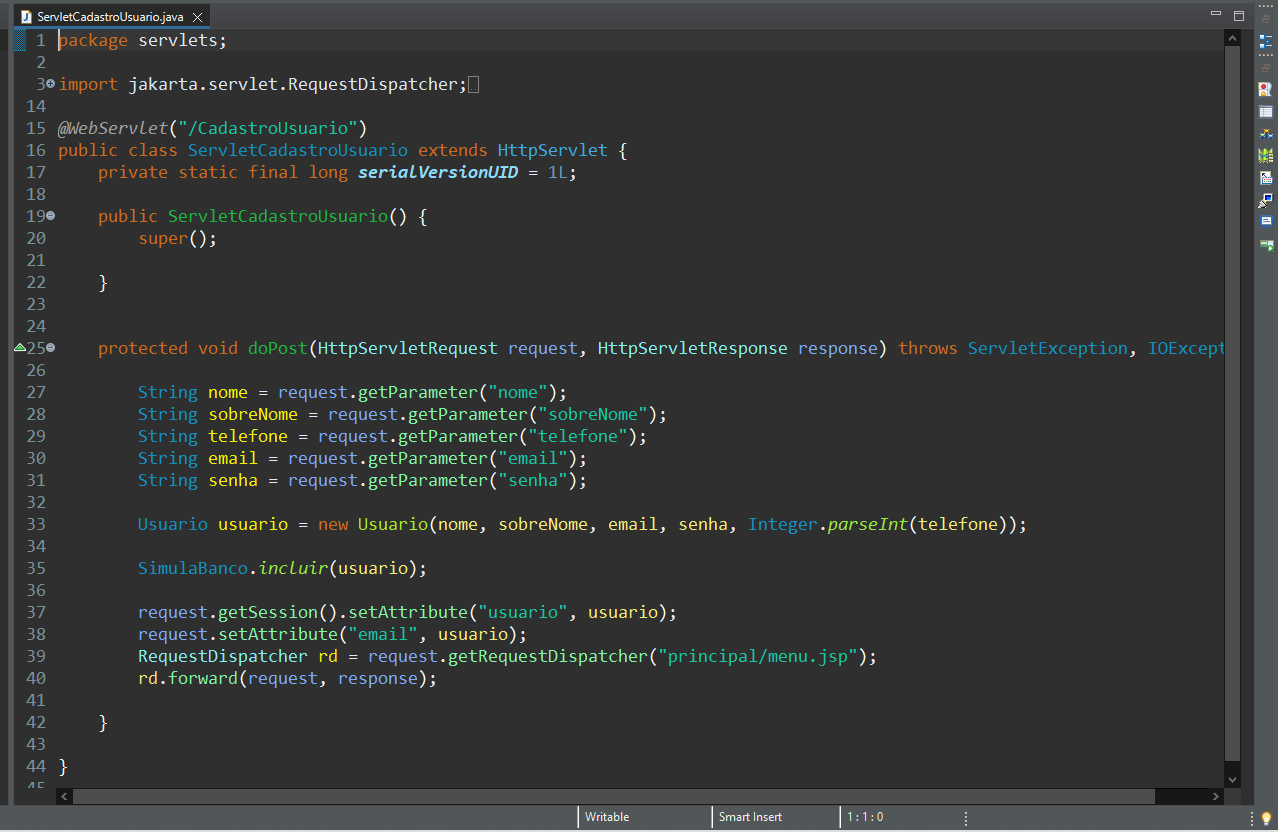 ServletCadastroUsuario.java
1 package servlets;
2
3 import jakarta.servlet.RequestDispatcher;
14
15 @WebServlet("/CadastroUsuario")
16 public class ServletCadastroUsuario extends HttpServlet {
17     private static final long serialVersionUID = 1L;
18
19     public ServletCadastroUsuario() {
20         super();
21
22     }
23
24
25     protected void doPost(HttpServletRequest request, HttpServletResponse response) throws ServletException, IOExcept
26
27         String nome = request.getParameter("nome");
28         String sobreNome = request.getParameter("sobreNome");
29         String telefone = request.getParameter("telefone");
30         String email = request.getParameter("email");
31         String senha = request.getParameter("senha");
32
33         Usuario usuario = new Usuario(nome, sobreNome, email, senha, Integer.parseInt(telefone));
34
35         SimulaBanco.incluir(usuario);
36
37         request.getSession().setAttribute("usuario", usuario);
38         request.setAttribute("email", usuario);
39         RequestDispatcher rd = request.getRequestDispatcher("principal/menu.jsp");
40         rd.forward(request, response);
41
42     }
43
44 }
45
Writable Smart Insert 1 : 1 : 0